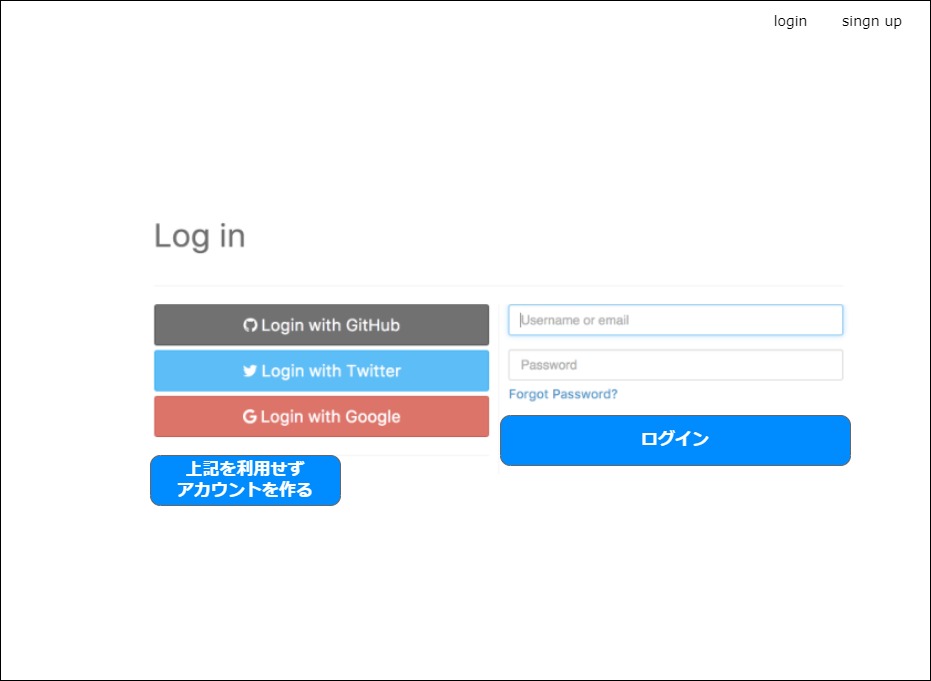 login
singn up
Log in
Login with GitHub
Login with Twitter
Login with Google
上記を利用せず
アカウントを作る
Username or email
Password
Forgot Password?
ログイン